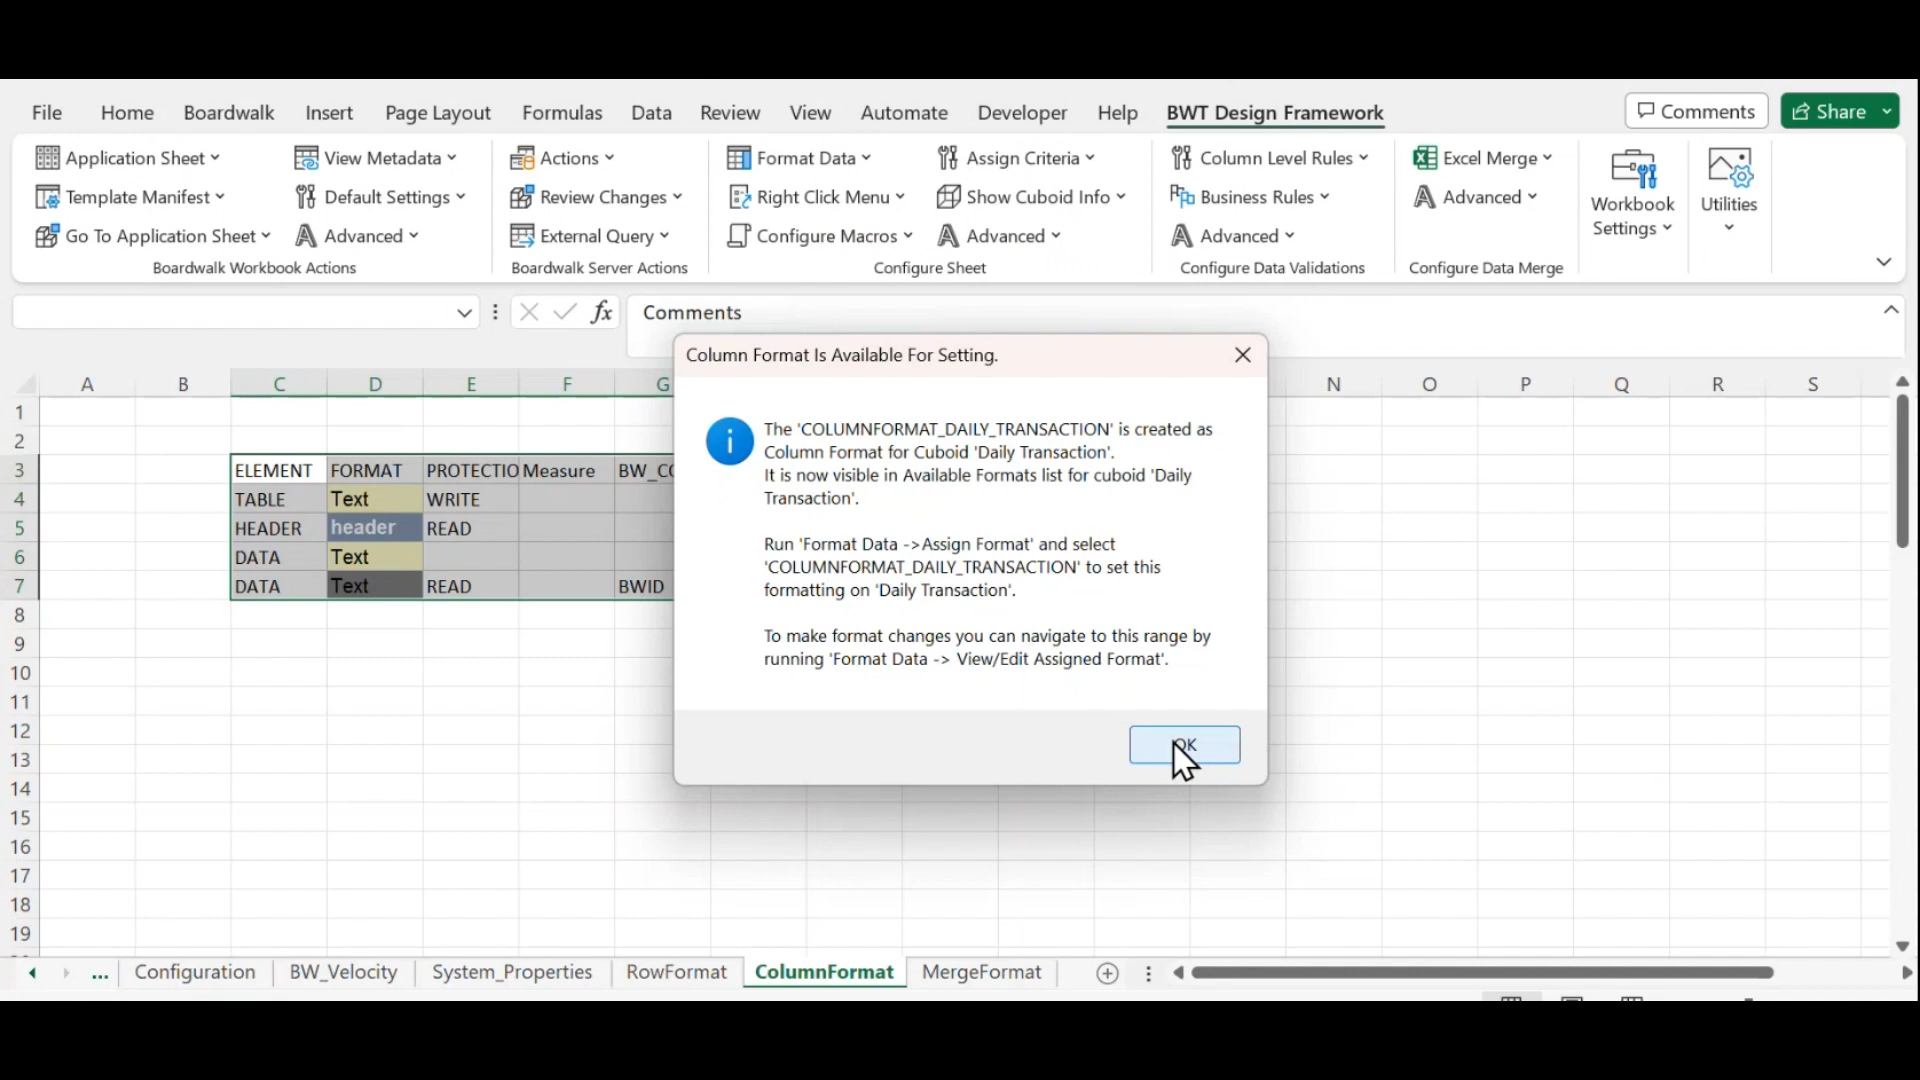 File Home Boardwalk Insert Page Layout Formulas Data Review View Automate Developer Help BWT Design Framework Comments Share
Application Sheet View Metadata Actions Format Data Assign Criteria Column Level Rules Excel Merge
Template Manifest Default Settings Review Changes Right Click Menu Show Cuboid Info Business Rules Advanced Workbook Settings Utilities
Go To Application Sheet Advanced External Query Configure Macros Advanced Advanced
Boardwalk Workbook Actions Boardwalk Server Actions Configure Sheet Configure Data Validations Configure Data Merge
fx Comments
Column Format Is Available For Setting.
A B C D E F G N O P Q R S
1
2
3 ELEMENT FORMAT PROTECTIO Measure BW_CO
4 TABLE Text WRITE
5 HEADER header READ
6 DATA Text
7 DATA Text READ BWID
8
9
10
11
12
13
14
15
16
17
18
19
The 'COLUMNFORMAT_DAILY_TRANSACTION' is created as
Column Format for Cuboid 'Daily Transaction'.
It is now visible in Available Formats list for cuboid 'Daily
Transaction'.
Run 'Format Data ->Assign Format' and select
'COLUMNFORMAT_DAILY_TRANSACTION' to set this
formatting on 'Daily Transaction'.
To make format changes you can navigate to this range by
running 'Format Data -> View/Edit Assigned Format'.
OK
... Configuration BW_Velocity System_Properties RowFormat ColumnFormat MergeFormat